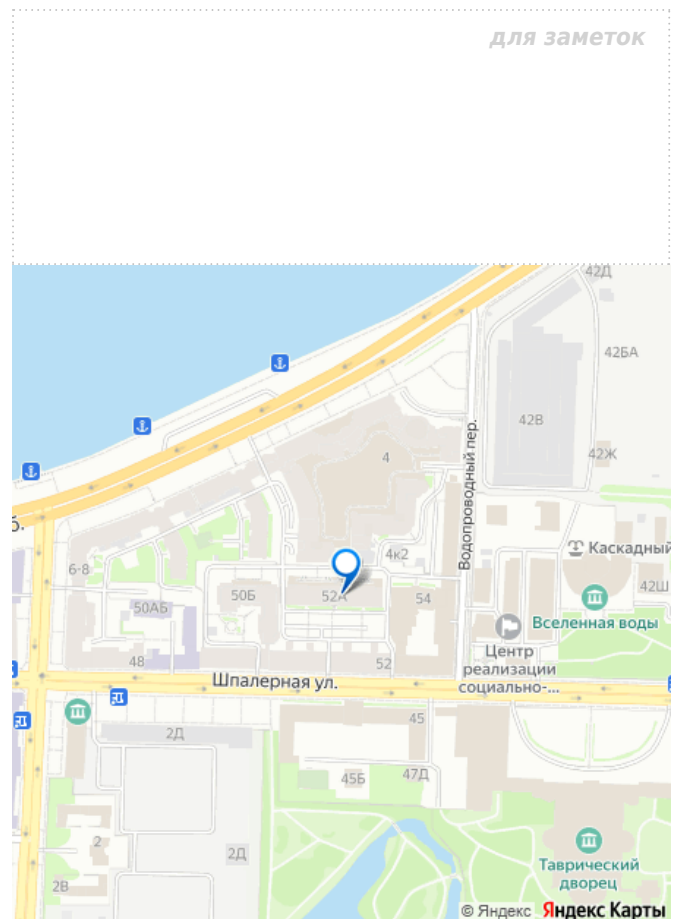 для заметок
42Д
42БА
42В
Водопроводный пер.
4
42Ж
б.
4к2
Каскадный
6-8
50АБ
50Б
52А
54
42Ш
Вселенная воды
Центр
реализации
социально-...
48
52
Шпалерная ул.
45
2Д
45Б
47Д
2
2Д
2В
Таврический
дворец
© Яндекс Яндекс Карты